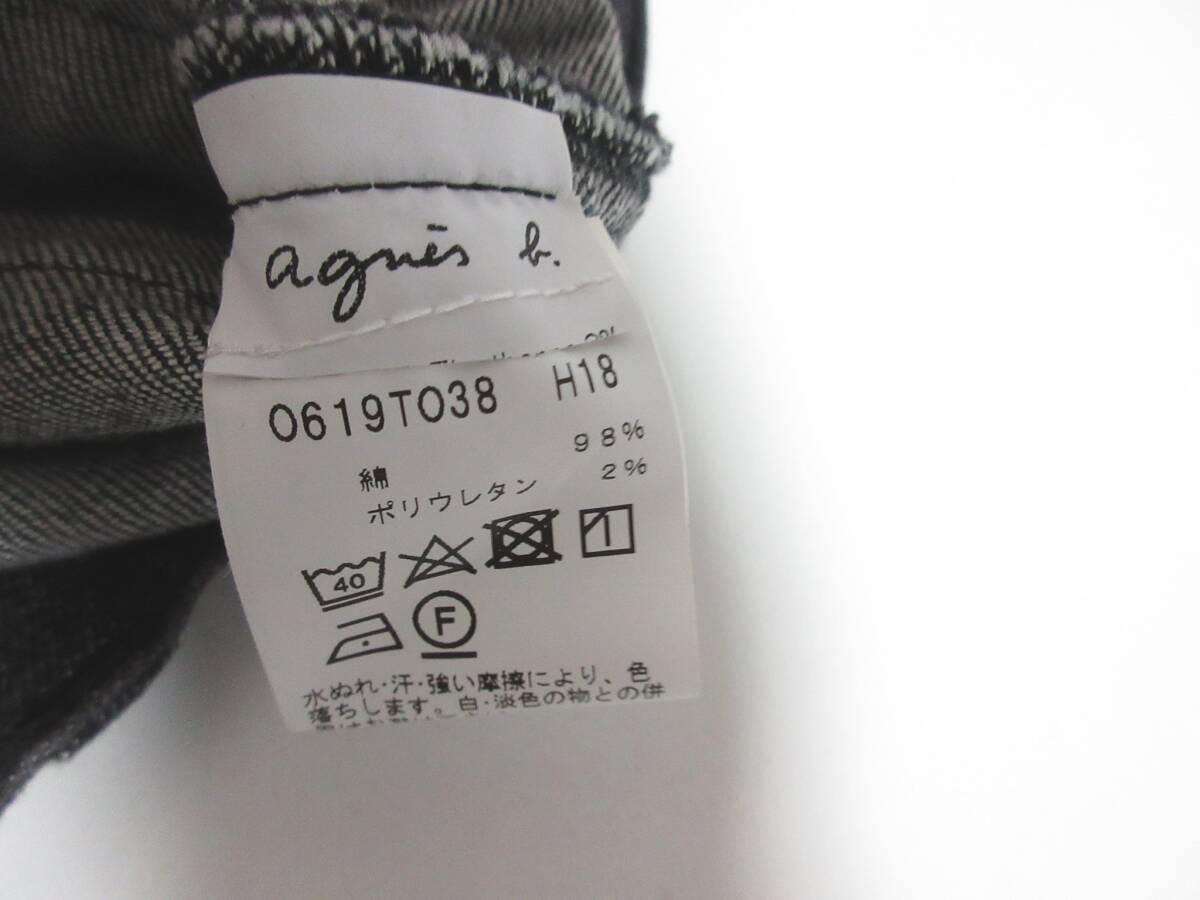 agnès b.
0619T038 H18
綿 98%
ポリウレタン 2%
40
F
水ぬれ・汗・強い摩擦により、色
落ちします。白・淡色の物との併